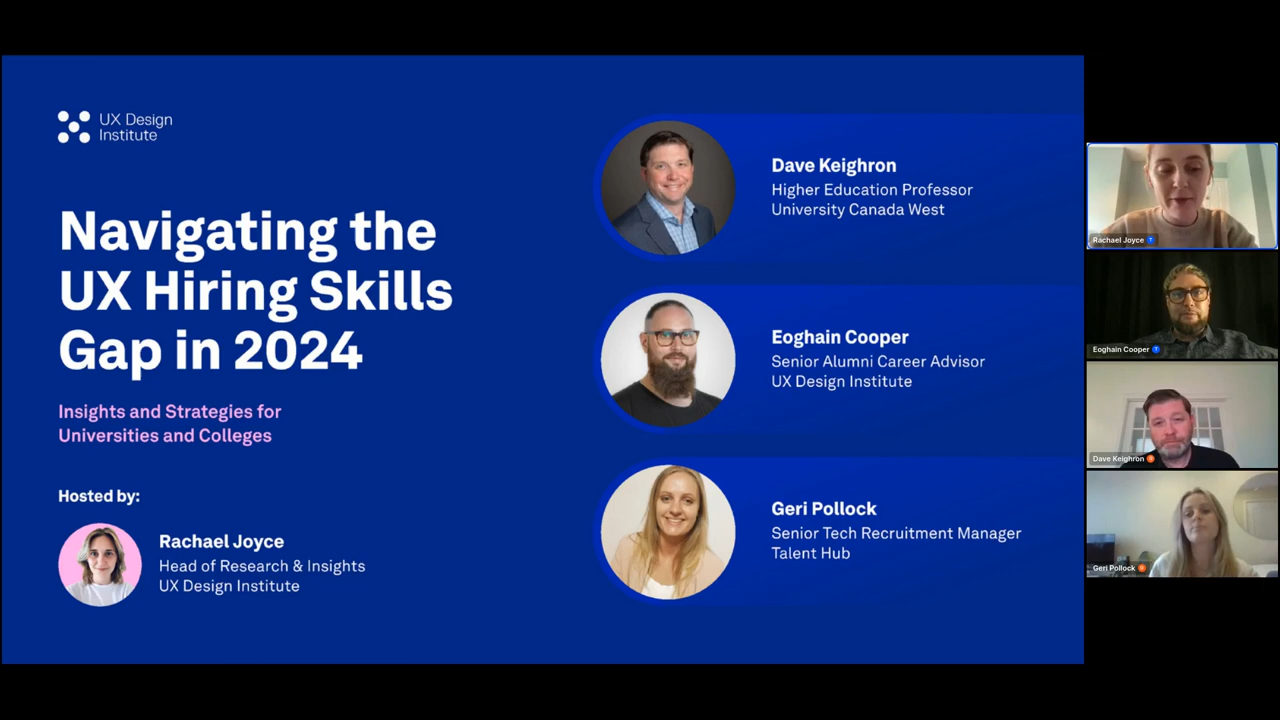 UX Design
Institute
Navigating the
UX Hiring Skills
Gap in 2024
Insights and Strategies for
Universities and Colleges
Hosted by:
Rachael Joyce
Head of Research & Insights
UX Design Institute
Dave Keighron
Higher Education Professor
University Canada West
Eoghain Cooper
Senior Alumni Career Advisor
UX Design Institute
Geri Pollock
Senior Tech Recruitment Manager
Talent Hub
Rachael Joyce
Eoghain Cooper
Dave Keighron
Geri Pollock